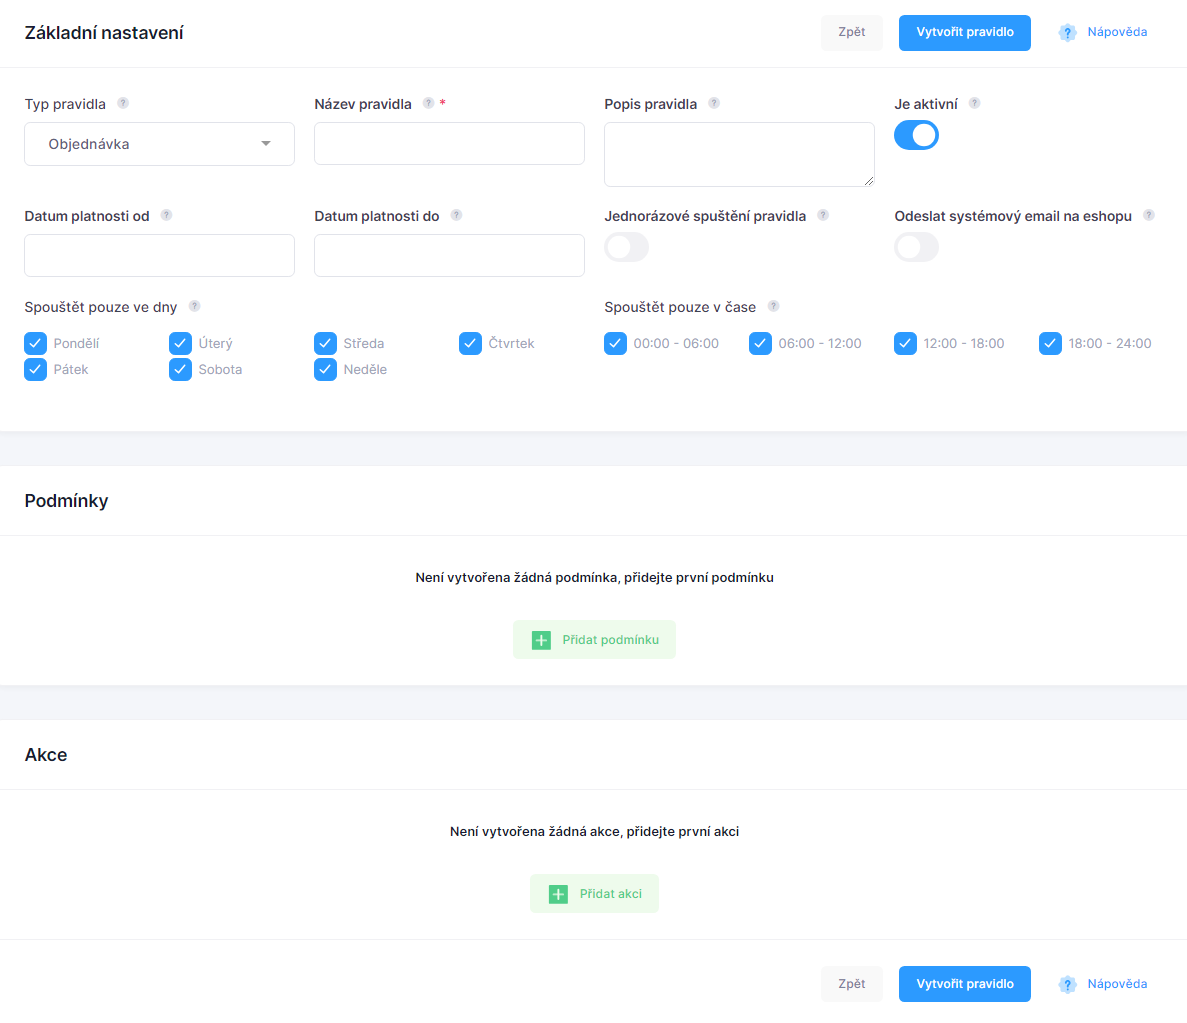 Základní nastavení
Zpět
Vytvořit pravidlo
? Nápověda
Typ pravidla ?
Název pravidla ? *
Popis pravidla ?
Je aktivní ?
Objednávka
Datum platnosti od ?
Datum platnosti do ?
Jednorázové spuštění pravidla ?
Odeslat systémový email na eshopu ?
Spouštět pouze ve dny ?
Spouštět pouze v čase ?
Pondělí
Úterý
Středa
Čtvrtek
00:00 - 06:00
06:00 - 12:00
12:00 - 18:00
18:00 - 24:00
Pátek
Sobota
Neděle
Podmínky
Není vytvořena žádná podmínka, přidejte první podmínku
Přidat podmínku
Akce
Není vytvořena žádná akce, přidejte první akci
Přidat akci
Zpět
Vytvořit pravidlo
? Nápověda